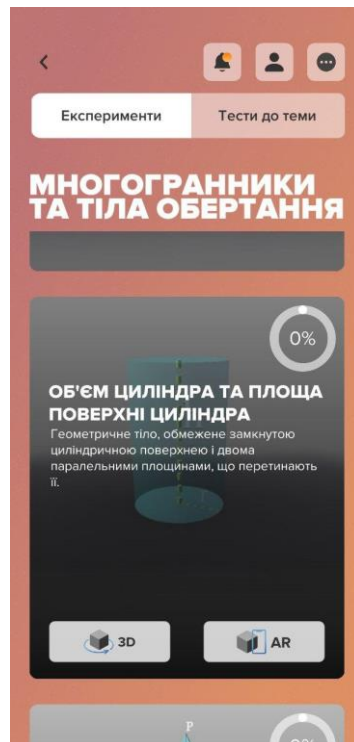 Експерименти
Тести до теми
МНОГОГРАННИКИ
ТА ТІЛА ОБЕРТАННЯ
0%
ОБ'ЄМ ЦИЛІНДРА ТА ПЛОЩА
ПОВЕРХНІ ЦИЛІНДРА
Геометричне тіло, обмежене замкнутою
циліндричною поверхнею і двома
паралельними площинами, що перетинають
її.
3D
AR
P